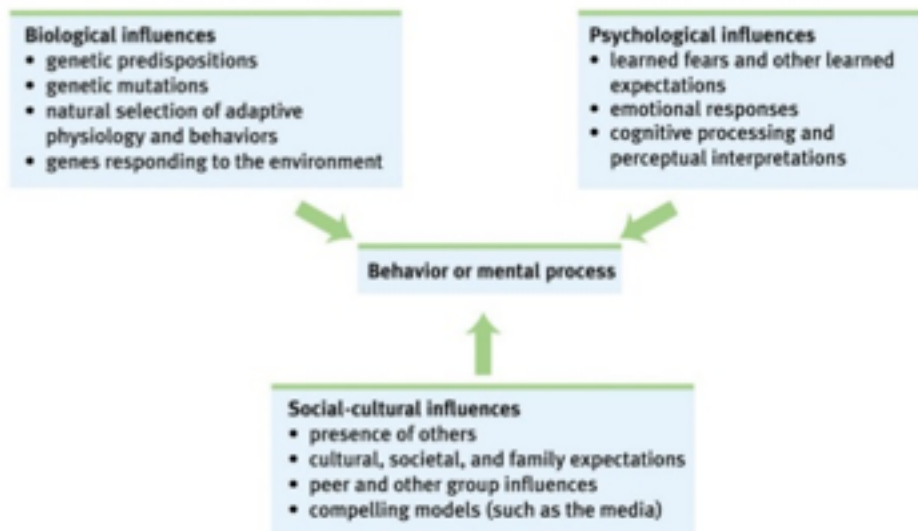 Biological influences
• genetic predispositions
• genetic mutations
• natural selection of adaptive
physiology and behaviors
• genes responding to the environment
Psychological influences
• learned fears and other learned
expectations
• emotional responses
• cognitive processing and
perceptual interpretations
Behavior or mental process
Social-cultural influences
• presence of others
• cultural, societal, and family expectations
• peer and other group influences
• compelling models (such as the media)